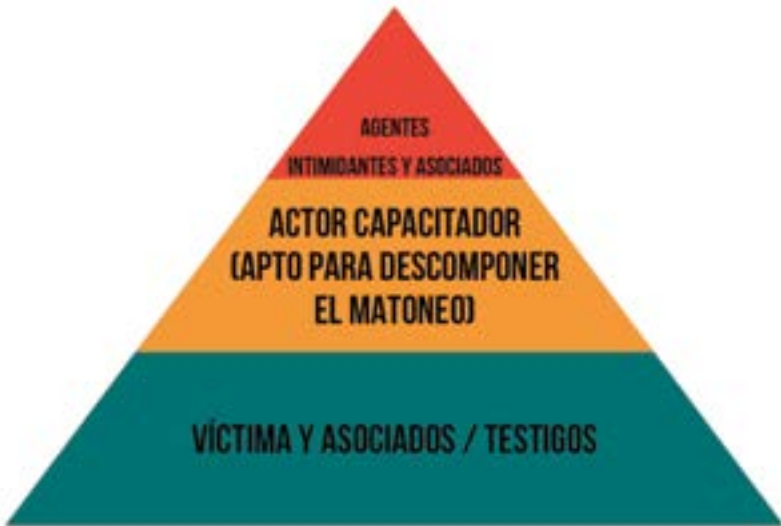 AGENTES
INTIMIDANTES Y ASOCIADOS
ACTOR CAPACITADOR
(APTO PARA DESCOMPONER
EL MATONEO)
VÍCTIMA Y ASOCIADOS / TESTIGOS